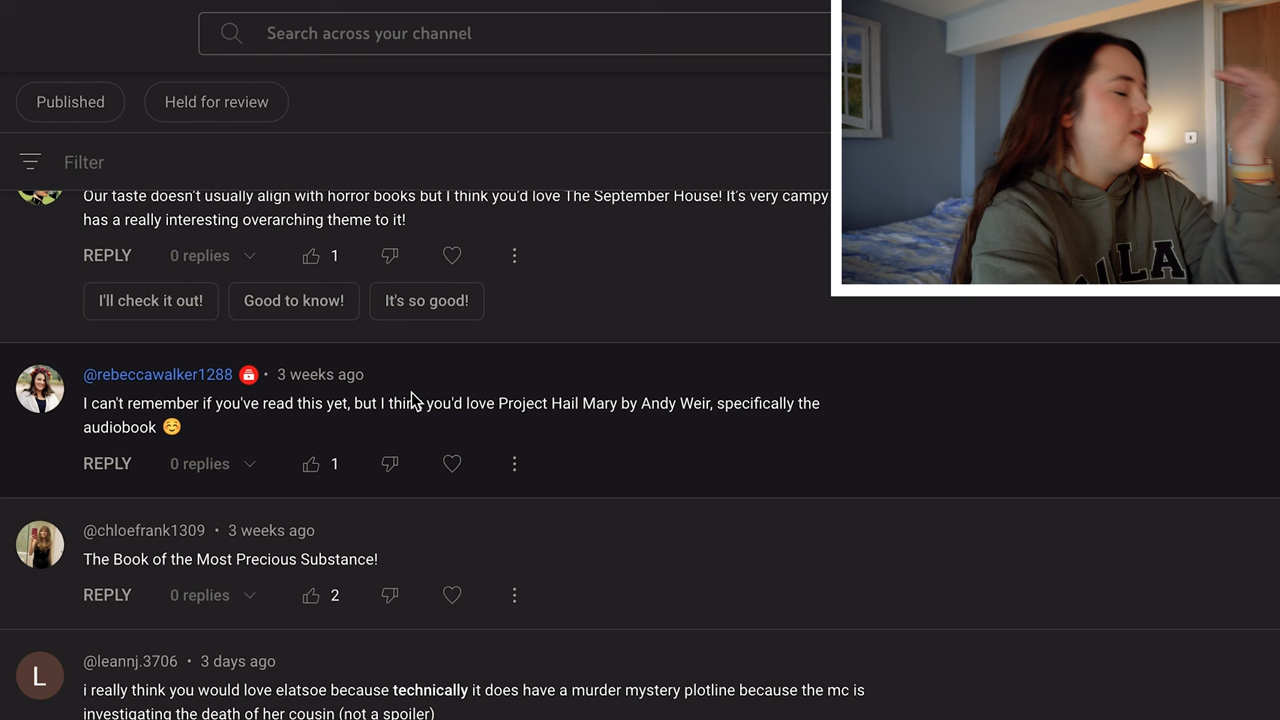 Search across your channel
Published
Held for review
Filter
Our taste doesn't usually align with horror books but I think you'd love The September House! It's very campy
has a really interesting overarching theme to it!
REPLY 0 replies 1
I'll check it out! Good to know! It's so good!
@rebeccawalker1288 • 3 weeks ago
I can't remember if you've read this yet, but I think you'd love Project Hail Mary by Andy Weir, specifically the
audiobook ☺️
REPLY 0 replies 1
@chloefrank1309 • 3 weeks ago
The Book of the Most Precious Substance!
REPLY 0 replies 2
L
@leannj.3706 • 3 days ago
i really think you would love elatsoe because technically it does have a murder mystery plotline because the mc is
investigating the death of her cousin (not a spoiler)
LA